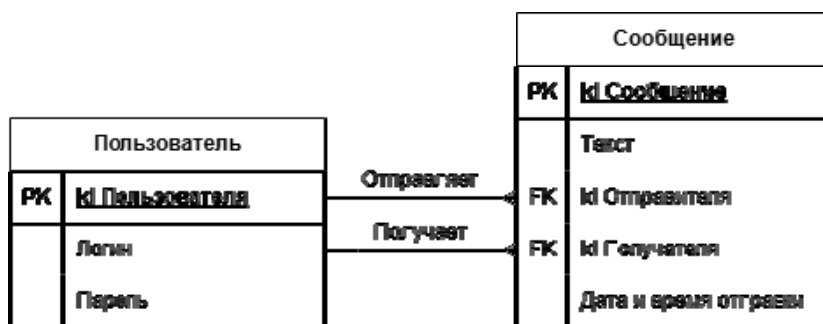 Сообщение
PK Id Сообщение
Текст
FK Id Отправителя
FK Id Получателя
Дата и время отправки
Пользователь
PK Id Пользователя
Логин
Пароль
Отправляет
Получает